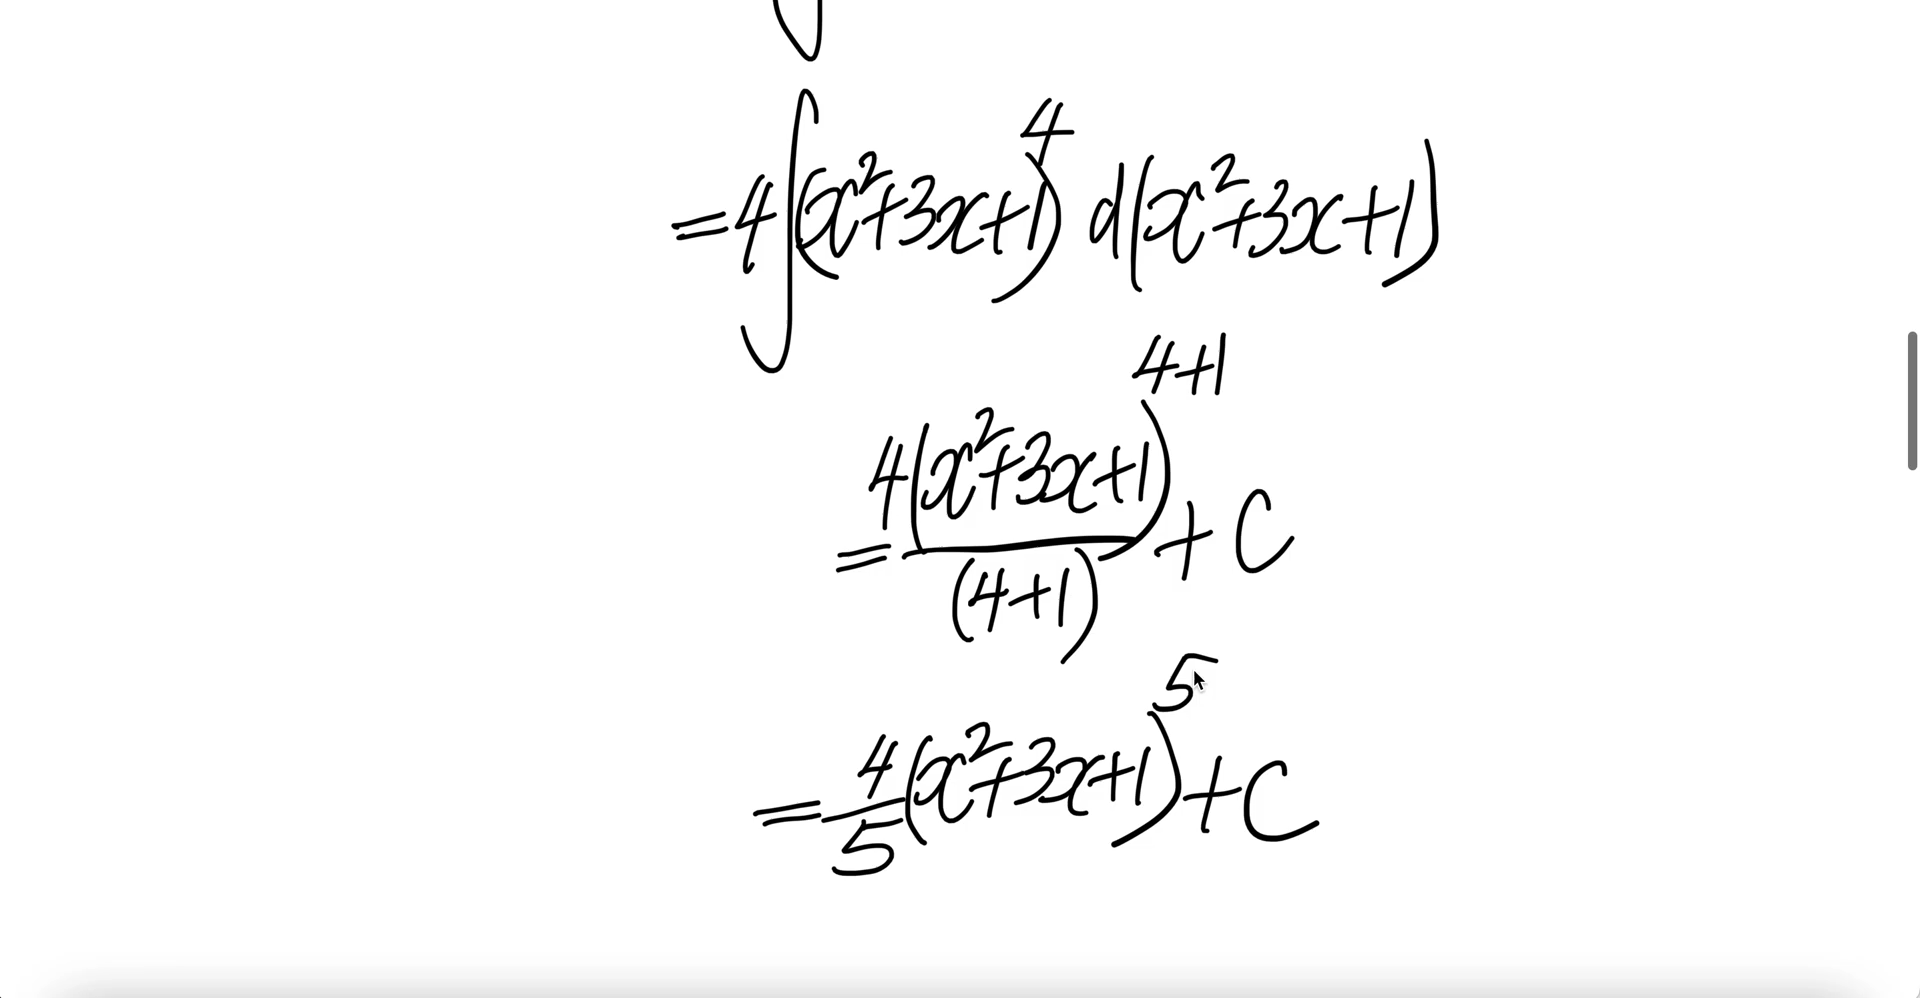 =4∫(x²+3x+1)⁴ d(x²+3x+1)
=4(x²+3x+1)⁴⁺¹/(4+1) + C
=4/5(x²+3x+1)⁵+C